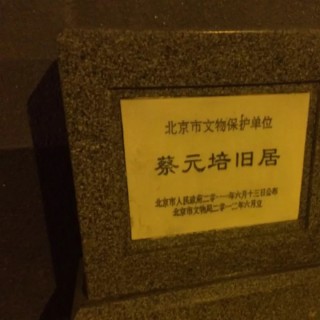 北京市文物保护单位
蔡元培旧居
北京市人民政府二零一一年六月十三日公布
北京市文物局二零一二年六月立